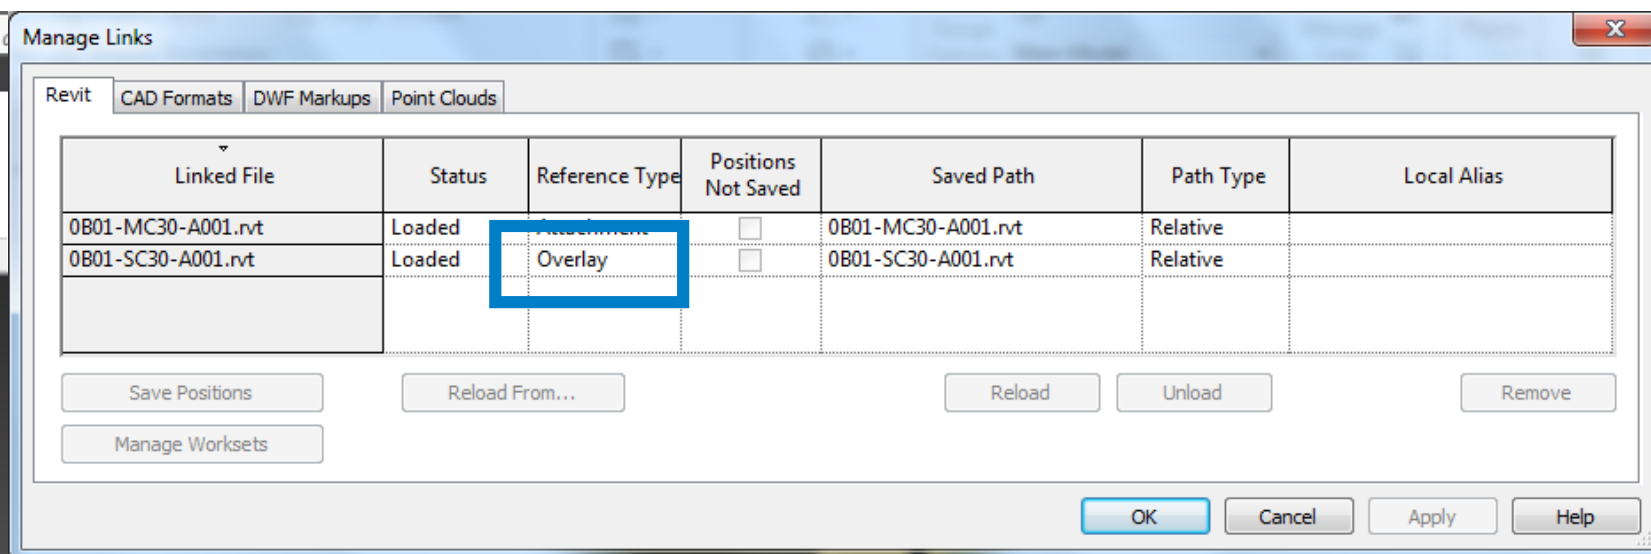 Manage Links
Revit CAD Formats DWF Markups Point Clouds
Linked File Status Reference Type Positions Not Saved Saved Path Path Type Local Alias
0B01-MC30-A001.rvt Loaded Attachment 0B01-MC30-A001.rvt Relative
0B01-SC30-A001.rvt Loaded Overlay 0B01-SC30-A001.rvt Relative
Save Positions Reload From... Reload Unload Remove
Manage Worksets
OK Cancel Apply Help